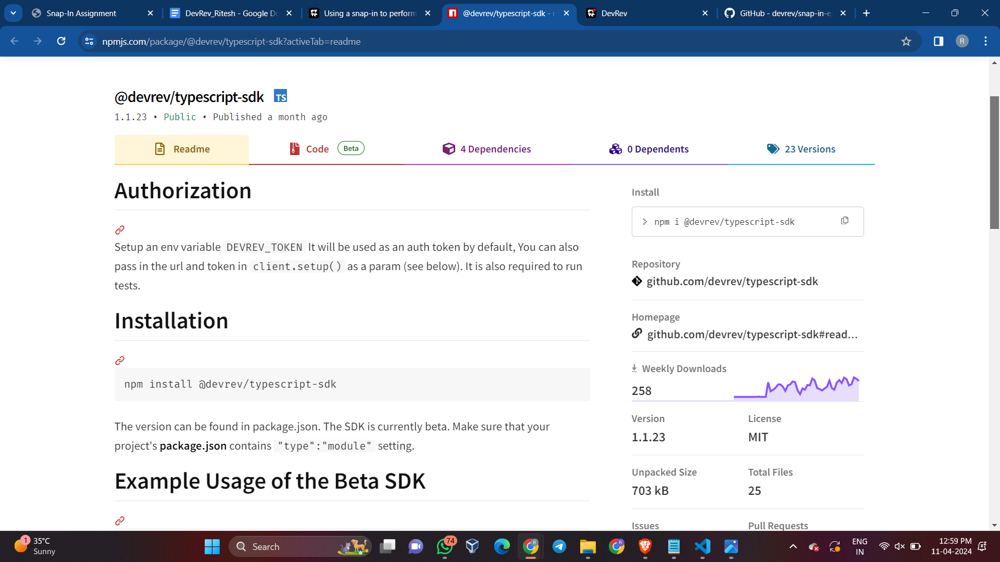 Snap-In Assignment
DevRev_Ritesh - Google Do
Using a snap-in to perform
@devrev/typescript-sdk - n
DevRev
GitHub - devrev/snap-in-e
npmjs.com/package/@devrev/typescript-sdk?activeTab=readme
R
@devrev/typescript-sdk TS
1.1.23 • Public • Published a month ago
Readme
Code Beta
4 Dependencies
0 Dependents
23 Versions
Authorization
Setup an env variable DEVREV_TOKEN It will be used as an auth token by default, You can also
pass in the url and token in client.setup() as a param (see below). It is also required to run
tests.
Installation
npm install @devrev/typescript-sdk
The version can be found in package.json. The SDK is currently beta. Make sure that your
project's package.json contains "type":"module" setting.
Example Usage of the Beta SDK
Install
> npm i @devrev/typescript-sdk
Repository
github.com/devrev/typescript-sdk
Homepage
github.com/devrev/typescript-sdk#read...
Weekly Downloads
258
Version License
1.1.23 MIT
Unpacked Size Total Files
703 kB 25
Issues Pull Requests
1
35°C
Sunny
Search
74
ENG
IN
12:59 PM
11-04-2024